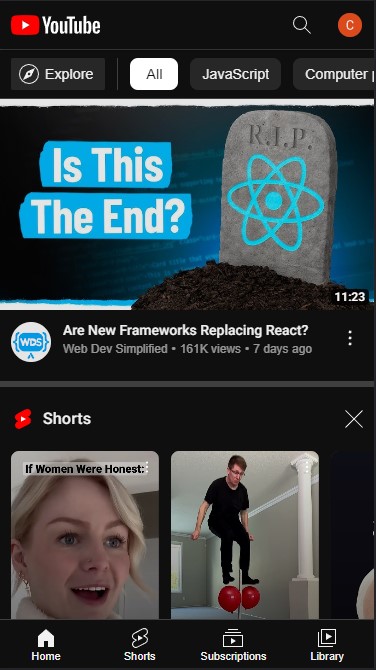 YouTube
C
Explore
All
JavaScript
Computer
R.I.P.
Is This
The End?
11:23
WDS
Are New Frameworks Replacing React?
Web Dev Simplified • 161K views • 7 days ago
Shorts
If Women Were Honest:
Home
Shorts
Subscriptions
Library